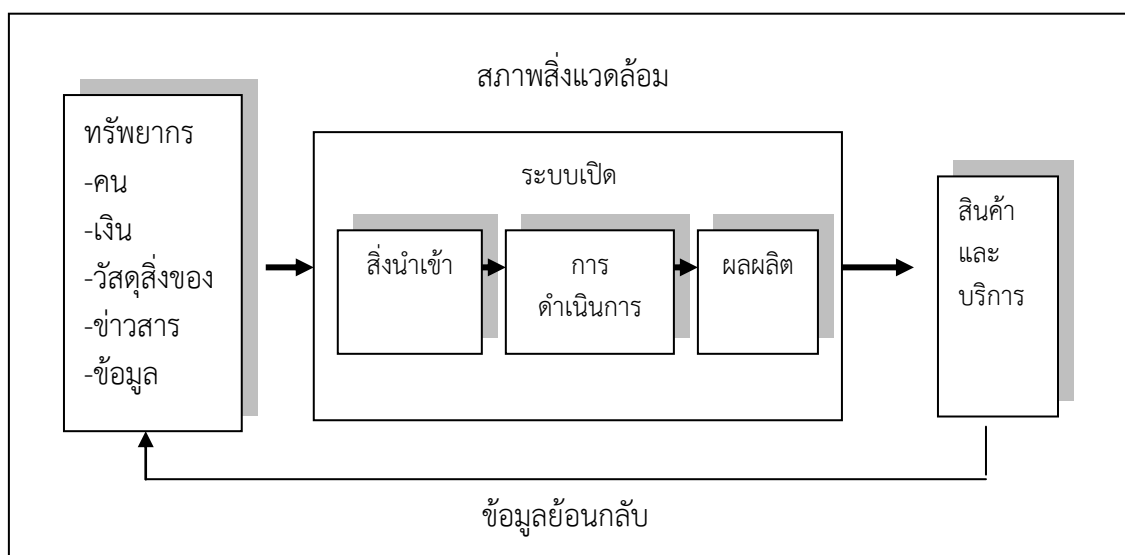 สภาพสิ่งแวดล้อม
ทรัพยากร
-คน
-เงิน
-วัสดุสิ่งของ
-ข่าวสาร
-ข้อมูล
ระบบเปิด
สิ่งนำเข้า
การ
ดำเนินการ
ผลผลิต
สินค้า
และ
บริการ
ข้อมูลย้อนกลับ